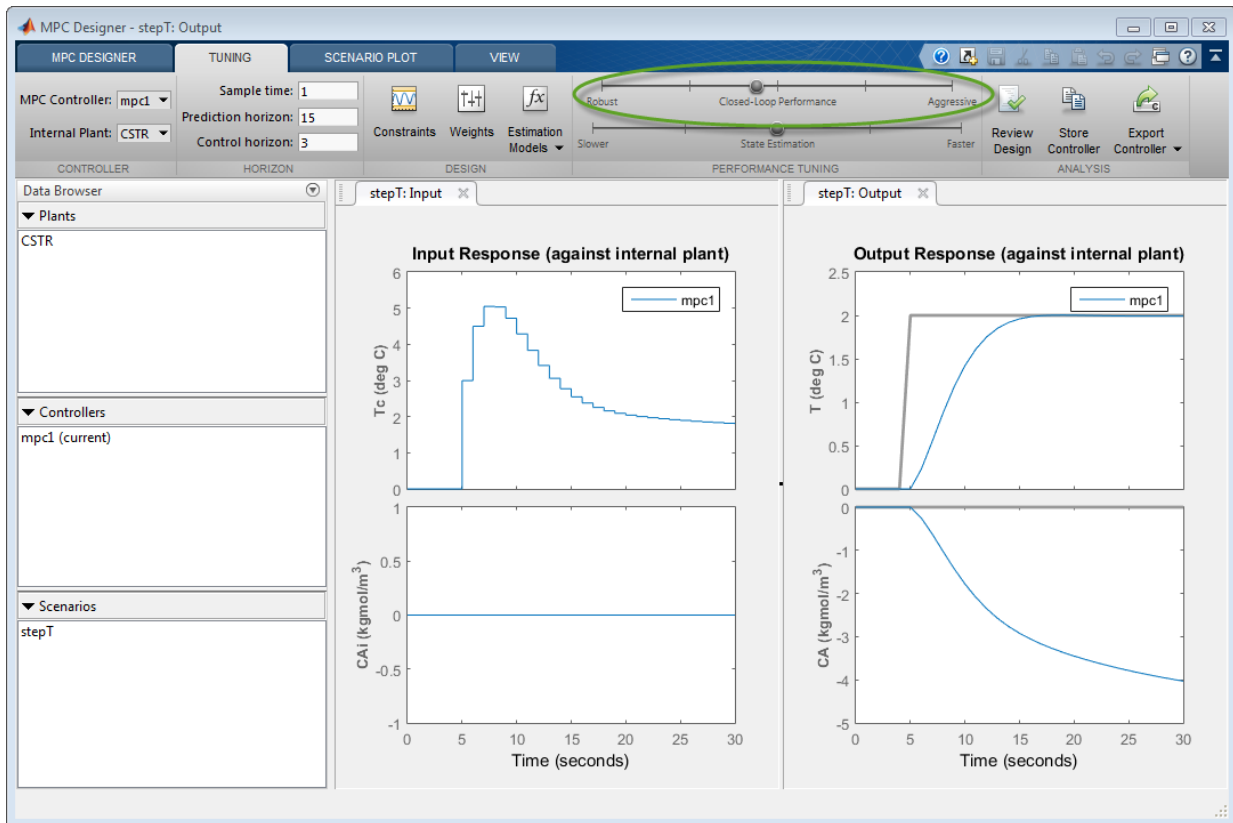 MPC Designer - stepT: Output
MPC DESIGNER TUNING SCENARIO PLOT VIEW
MPC Controller: mpc1
Internal Plant: CSTR
CONTROLLER
Sample time: 1
Prediction horizon: 15
Control horizon: 3
HORIZON
Constraints
Weights
Estimation
Models
DESIGN
Robust Closed-Loop Performance Aggressive
Slower State Estimation Faster
PERFORMANCE TUNING
Review
Design
Store
Controller
Export
Controller
ANALYSIS
Data Browser
Plants
CSTR
Controllers
mpc1 (current)
Scenarios
stepT
stepT: Input
Input Response (against internal plant)
mpc1
Tc (deg C)
6
5
4
3
2
1
0
CAi (kgmol/m³)
1
0.5
0
-0.5
-1
0 5 10 15 20 25 30
Time (seconds)
stepT: Output
Output Response (against internal plant)
mpc1
T (deg C)
2.5
2
1.5
1
0.5
0
CA (kgmol/m³)
0
-1
-2
-3
-4
-5
0 5 10 15 20 25 30
Time (seconds)